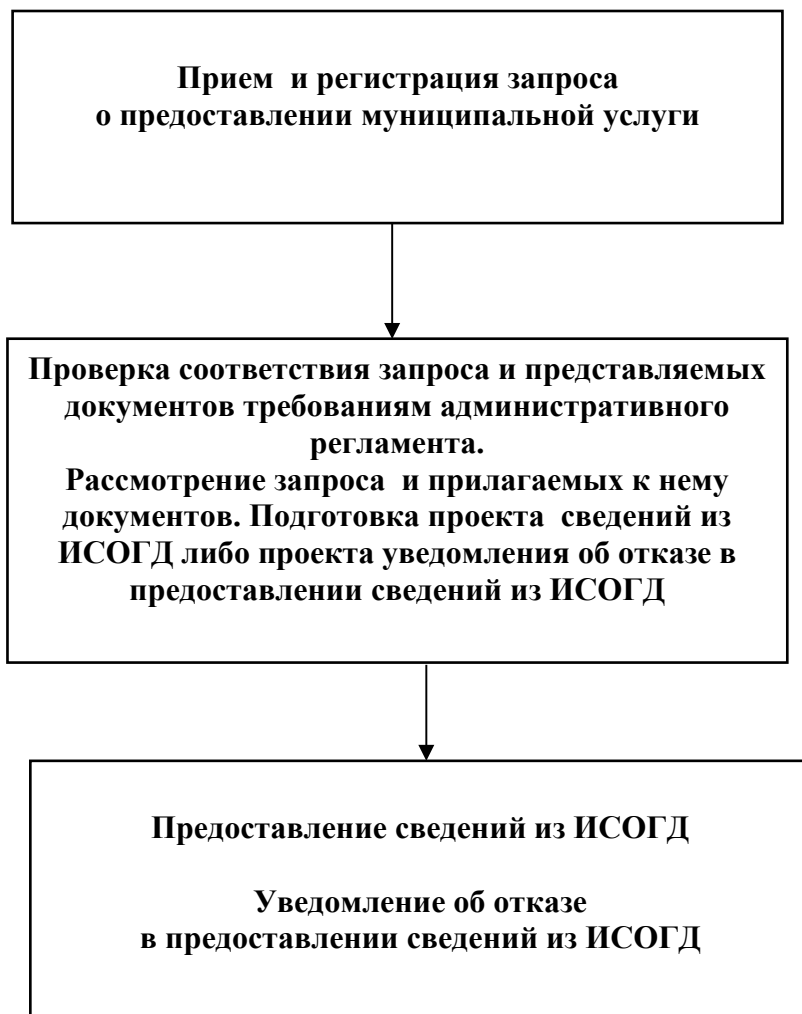 Прием и регистрация запроса
о предоставлении муниципальной услуги
Проверка соответствия запроса и представляемых
документов требованиям административного
регламента.
Рассмотрение запроса и прилагаемых к нему
документов. Подготовка проекта сведений из
ИСОГД либо проекта уведомления об отказе в
предоставлении сведений из ИСОГД
Предоставление сведений из ИСОГД
Уведомление об отказе
в предоставлении сведений из ИСОГД